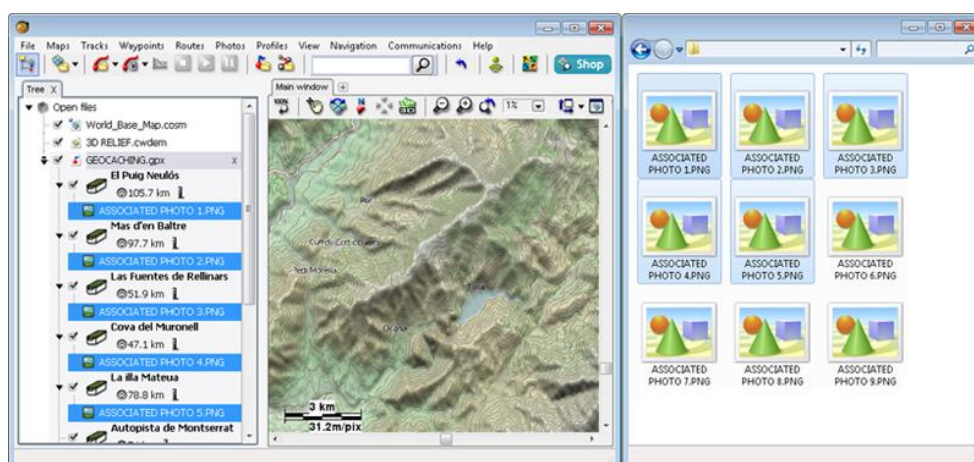 File Maps Tracks Waypoints Routes Photos Profiles View Navigation Communications Help
Shop
Tree X
Main window
100%
1%
Open files
World_Base_Map.cosm
3D RELIEF.cwdem
GEOCACHING.gpx X
El Puig Neulós
105.7 km
ASSOCIATED PHOTO 1.PNG
Mas d'en Baltre
97.7 km
ASSOCIATED PHOTO 2.PNG
Las Fuentes de Rellinars
51.9 km
ASSOCIATED PHOTO 3.PNG
Cova del Muronell
47.1 km
ASSOCIATED PHOTO 4.PNG
La illa Mateua
78.8 km
ASSOCIATED PHOTO 5.PNG
Autopista de Montserrat
3 km
31.2m/pix
ASSOCIATED PHOTO 1.PNG
ASSOCIATED PHOTO 2.PNG
ASSOCIATED PHOTO 3.PNG
ASSOCIATED PHOTO 4.PNG
ASSOCIATED PHOTO 5.PNG
ASSOCIATED PHOTO 6.PNG
ASSOCIATED PHOTO 7.PNG
ASSOCIATED PHOTO 8.PNG
ASSOCIATED PHOTO 9.PNG